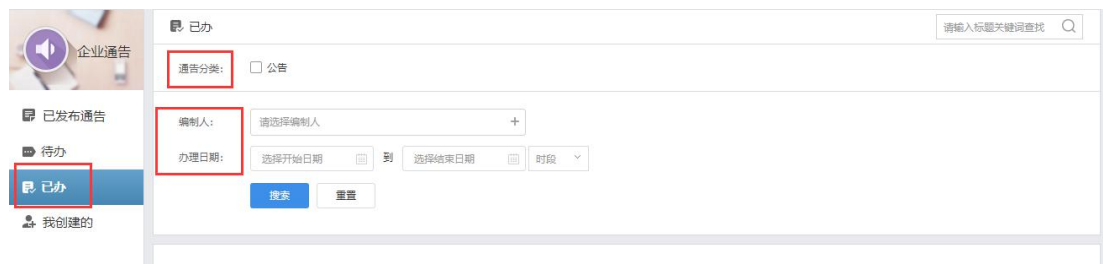 企业通告
已发布通告
待办
已办
我创建的
已办
请输入标题关键词查找
通告分类:
公告
编制人:
请选择编制人
办理日期:
选择开始日期
到
选择结束日期
时段
搜索
重置